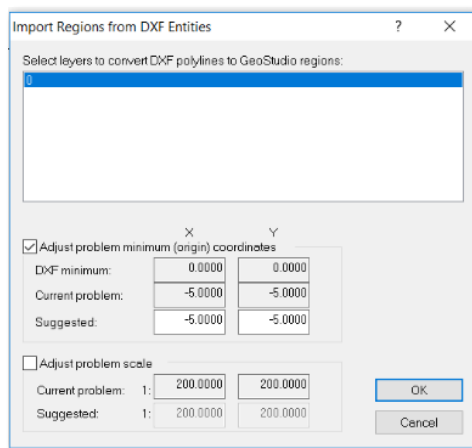 Import Regions from DXF Entities
Select leyers to convert DXF polylines to GeoStudio regions:
0
X Y
Adjust problem minimum (origin) coordinates
DXF minimum: 0.0000 0.0000
Current problem: -5.0000 -5.0000
Suggested: -5.0000 -5.0000
Adjust problem scale
Current problem: 1: 200.0000 200.0000
Suggested: 1: 200.0000 200.0000
OK
Cancel